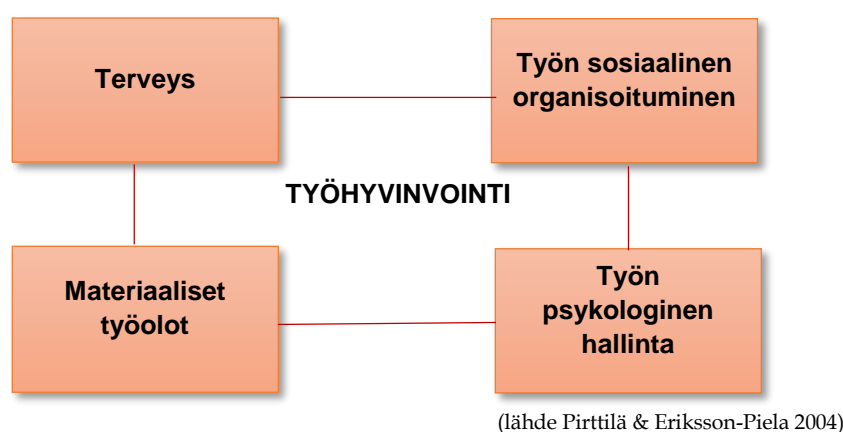 Terveys
Työn sosiaalinen
organisoituminen
TYÖHYVINVOINTI
Materiaaliset
työolot
Työn
psykologinen
hallinta
(lähde Pirttilä & Eriksson-Piela 2004)